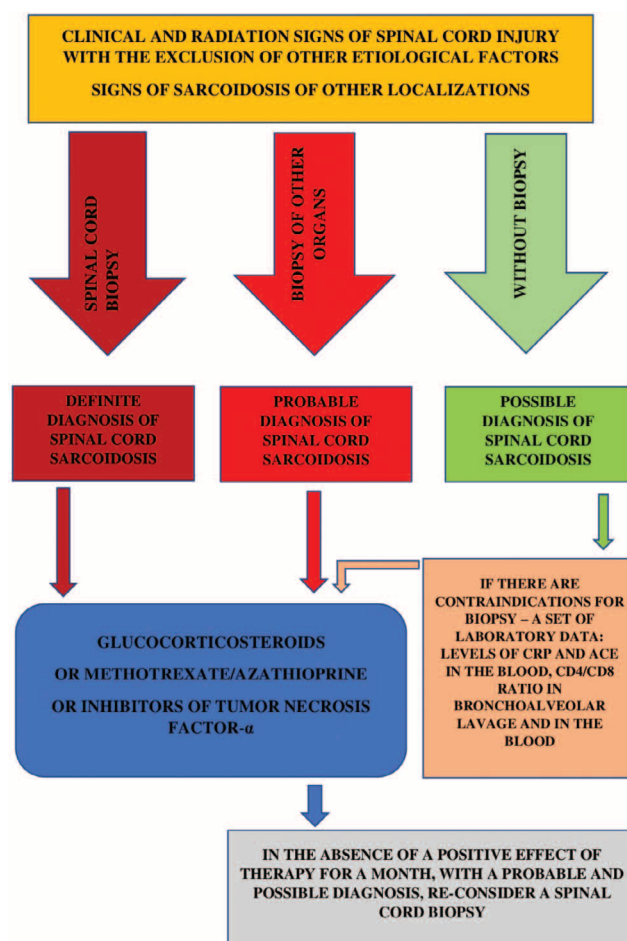 CLINICAL AND RADIATION SIGNS OF SPINAL CORD INJURY
WITH THE EXCLUSION OF OTHER ETIOLOGICAL FACTORS
SIGNS OF SARCOIDOSIS OF OTHER LOCALIZATIONS
SPINAL CORD
BIOPSY
BIOPSY OF OTHER
ORGANS
WITHOUT BIOPSY
DEFINITE
DIAGNOSIS OF
SPINAL CORD
SARCOIDOSIS
PROBABLE
DIAGNOSIS OF
SPINAL CORD
SARCOIDOSIS
POSSIBLE
DIAGNOSIS OF
SPINAL CORD
SARCOIDOSIS
GLUCOCORTICOSTEROIDS
OR METHOTREXATE/AZATHIOPRINE
OR INHIBITORS OF TUMOR NECROSIS
FACTOR-α
IF THERE ARE
CONTRAINDICATIONS FOR
BIOPSY – A SET OF
LABORATORY DATA:
LEVELS OF CRP AND ACE
IN THE BLOOD, CD4/CD8
RATIO IN
BRONCHOALVEOLAR
LAVAGE AND IN THE
BLOOD
IN THE ABSENCE OF A POSITIVE EFFECT OF
THERAPY FOR A MONTH, WITH A PROBABLE AND
POSSIBLE DIAGNOSIS, RE-CONSIDER A SPINAL
CORD BIOPSY